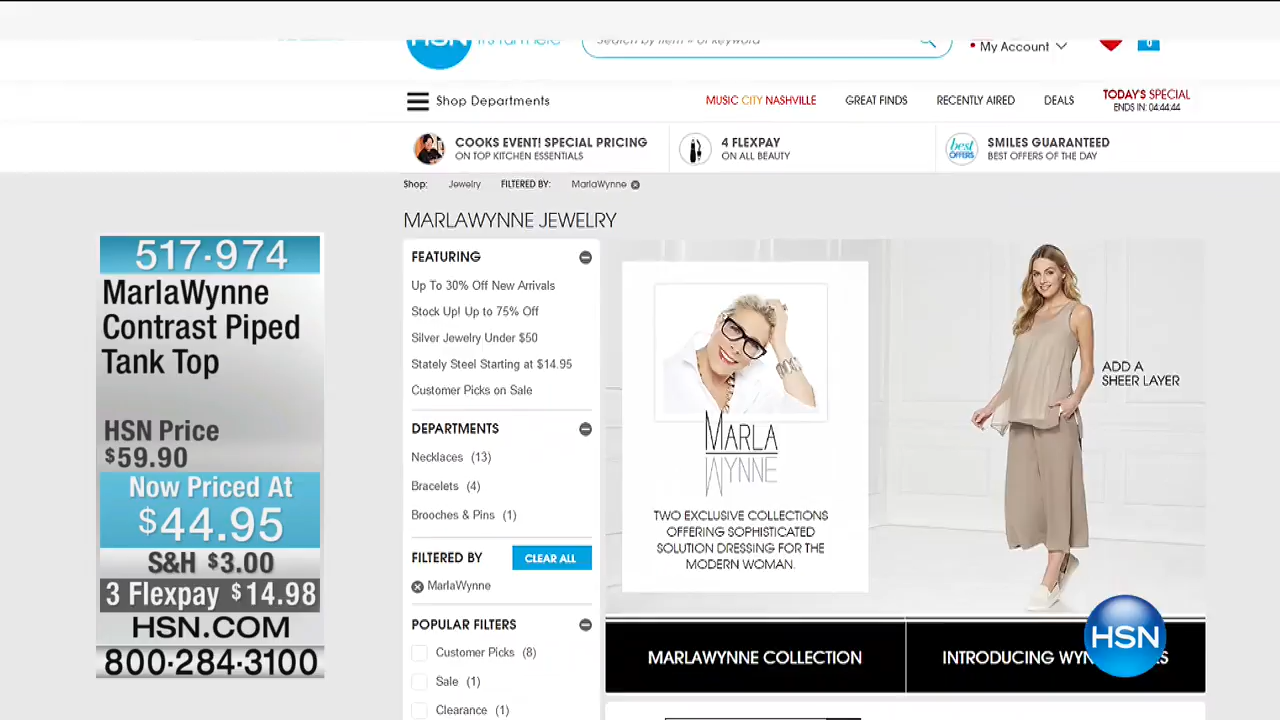 HSN
Search by item # or keyword
My Account
0
Shop Departments
MUSIC CITY NASHVILLE
GREAT FINDS
RECENTLY AIRED
DEALS
TODAY'S SPECIAL
ENDS IN: 04:44:44
COOKS EVENT! SPECIAL PRICING
ON TOP KITCHEN ESSENTIALS
4 FLEXPAY
ON ALL BEAUTY
best
OFFERS
SMILES GUARANTEED
BEST OFFERS OF THE DAY
Shop: Jewelry FILTERED BY: MarlaWynne
MARLAWYNNE JEWELRY
517-974
MarlaWynne
Contrast Piped
Tank Top
HSN Price
$59.90
Now Priced At
$44.95
S&H $3.00
3 Flexpay $14.98
HSN.COM
800-284-3100
FEATURING
Up To 30% Off New Arrivals
Stock Up! Up to 75% Off
Silver Jewelry Under $50
Stately Steel Starting at $14.95
Customer Picks on Sale
DEPARTMENTS
Necklaces (13)
Bracelets (4)
Brooches & Pins (1)
FILTERED BY
CLEAR ALL
MarlaWynne
POPULAR FILTERS
Customer Picks (8)
Sale (1)
Clearance (1)
MARLA
WYNNE
TWO EXCLUSIVE COLLECTIONS
OFFERING SOPHISTICATED
SOLUTION DRESSING FOR THE
MODERN WOMAN.
ADD A
SHEER LAYER
MARLAWYNNE COLLECTION
INTRODUCING
HSN